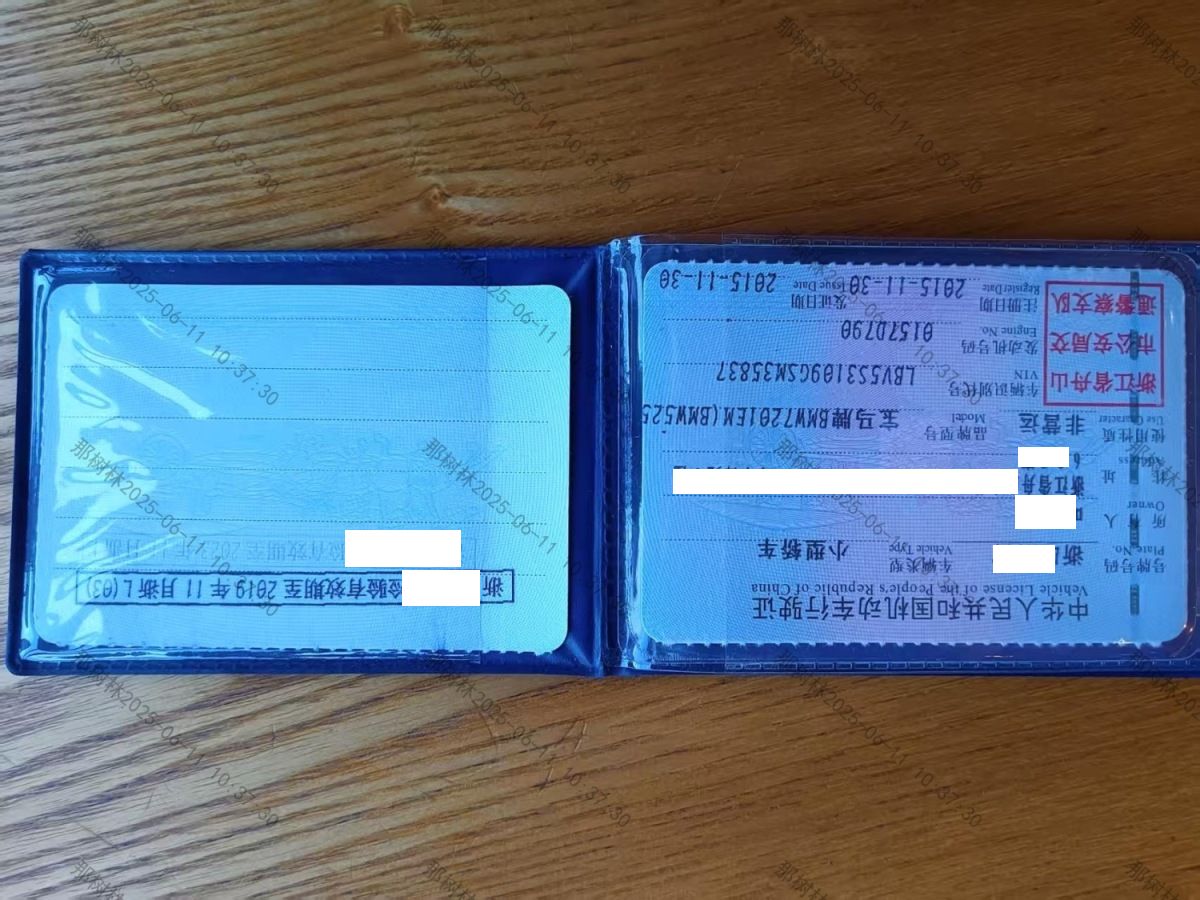 中华人民共和国机动车行驶证
Vehicle License of the People's Republic of China
号牌号码 浙 车辆类型 小型轿车
Plate No. Vehicle Type
所有人
Owner
住址 浙江省舟
Address 6
使用性质 非营运 品牌型号 宝马牌BMW7201EM(BMW525
Use Character Model
浙江省舟山
市公安局交
通警察支队
车辆识别代号 LBV5S3109GSM35837
VIN
发动机号码 0157D790
Engine No.
注册日期 2015-11-30 发证日期 2015-11-30
Register Date Issue Date
浙 检验有效期至 2019年11月浙L(03)
验有效期至
那树林2025-06-11 10:37:30